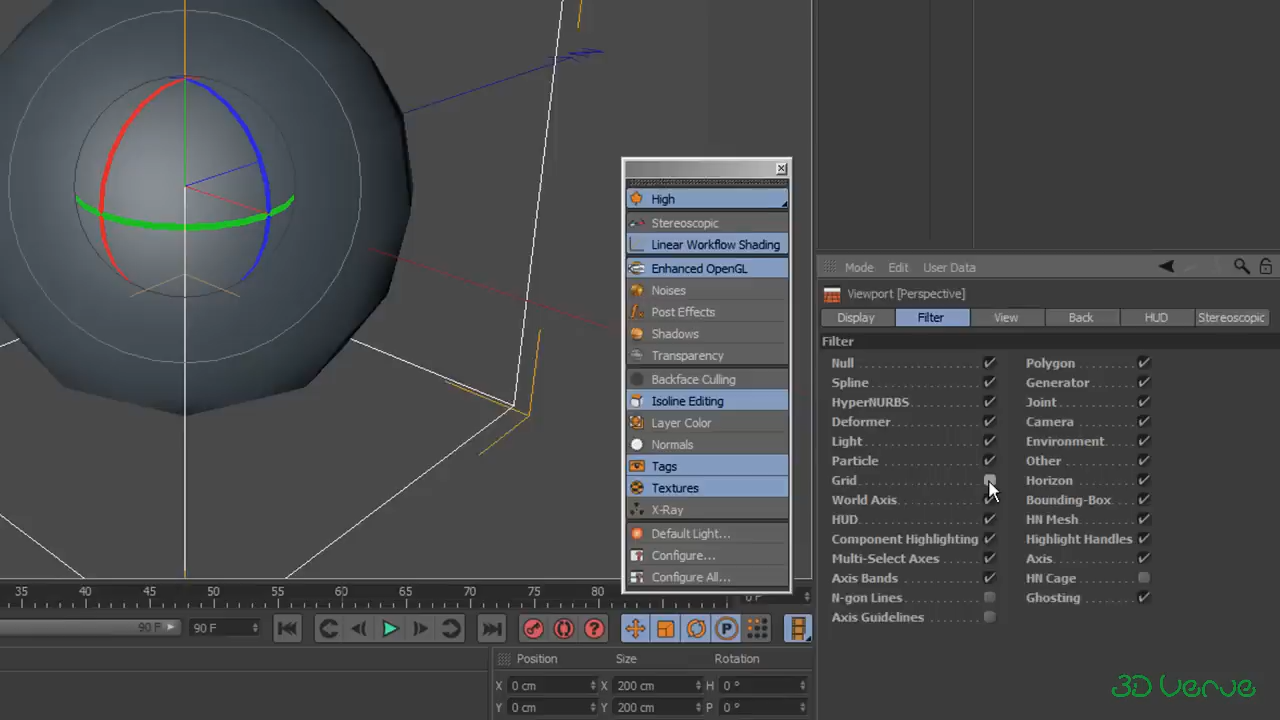 High
Stereoscopic
Linear Workflow Shading
Enhanced OpenGL
Noises
Post Effects
Shadows
Transparency
Backface Culling
Isoline Editing
Layer Color
Normals
Tags
Textures
X-Ray
Default Light...
Configure...
Configure All...
Mode Edit User Data
Viewport [Perspective]
Display Filter View Back HUD Stereoscopic
Filter
Null Polygon
Spline Generator
HyperNURBS Joint
Deformer Camera
Light Environment
Particle Other
Grid Horizon
World Axis Bounding-Box
HUD HN Mesh
Component Highlighting Highlight Handles
Multi-Select Axes Axis
Axis Bands HN Cage
N-gon Lines Ghosting
Axis Guidelines
35 40 45 50 55 60 65 70 75 80
90 F 90 F
P
Position Size Rotation
X 0 cm X 200 cm H 0 °
Y 0 cm Y 200 cm P 0 °
3D Verve